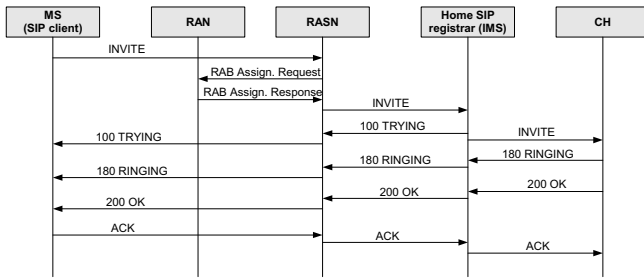 MS
(SIP client)
RAN
RASN
Home SIP
registrar (IMS)
CH
INVITE
RAB Assign. Request
RAB Assign. Response
INVITE
100 TRYING
100 TRYING
INVITE
180 RINGING
180 RINGING
180 RINGING
200 OK
200 OK
200 OK
ACK
ACK
ACK